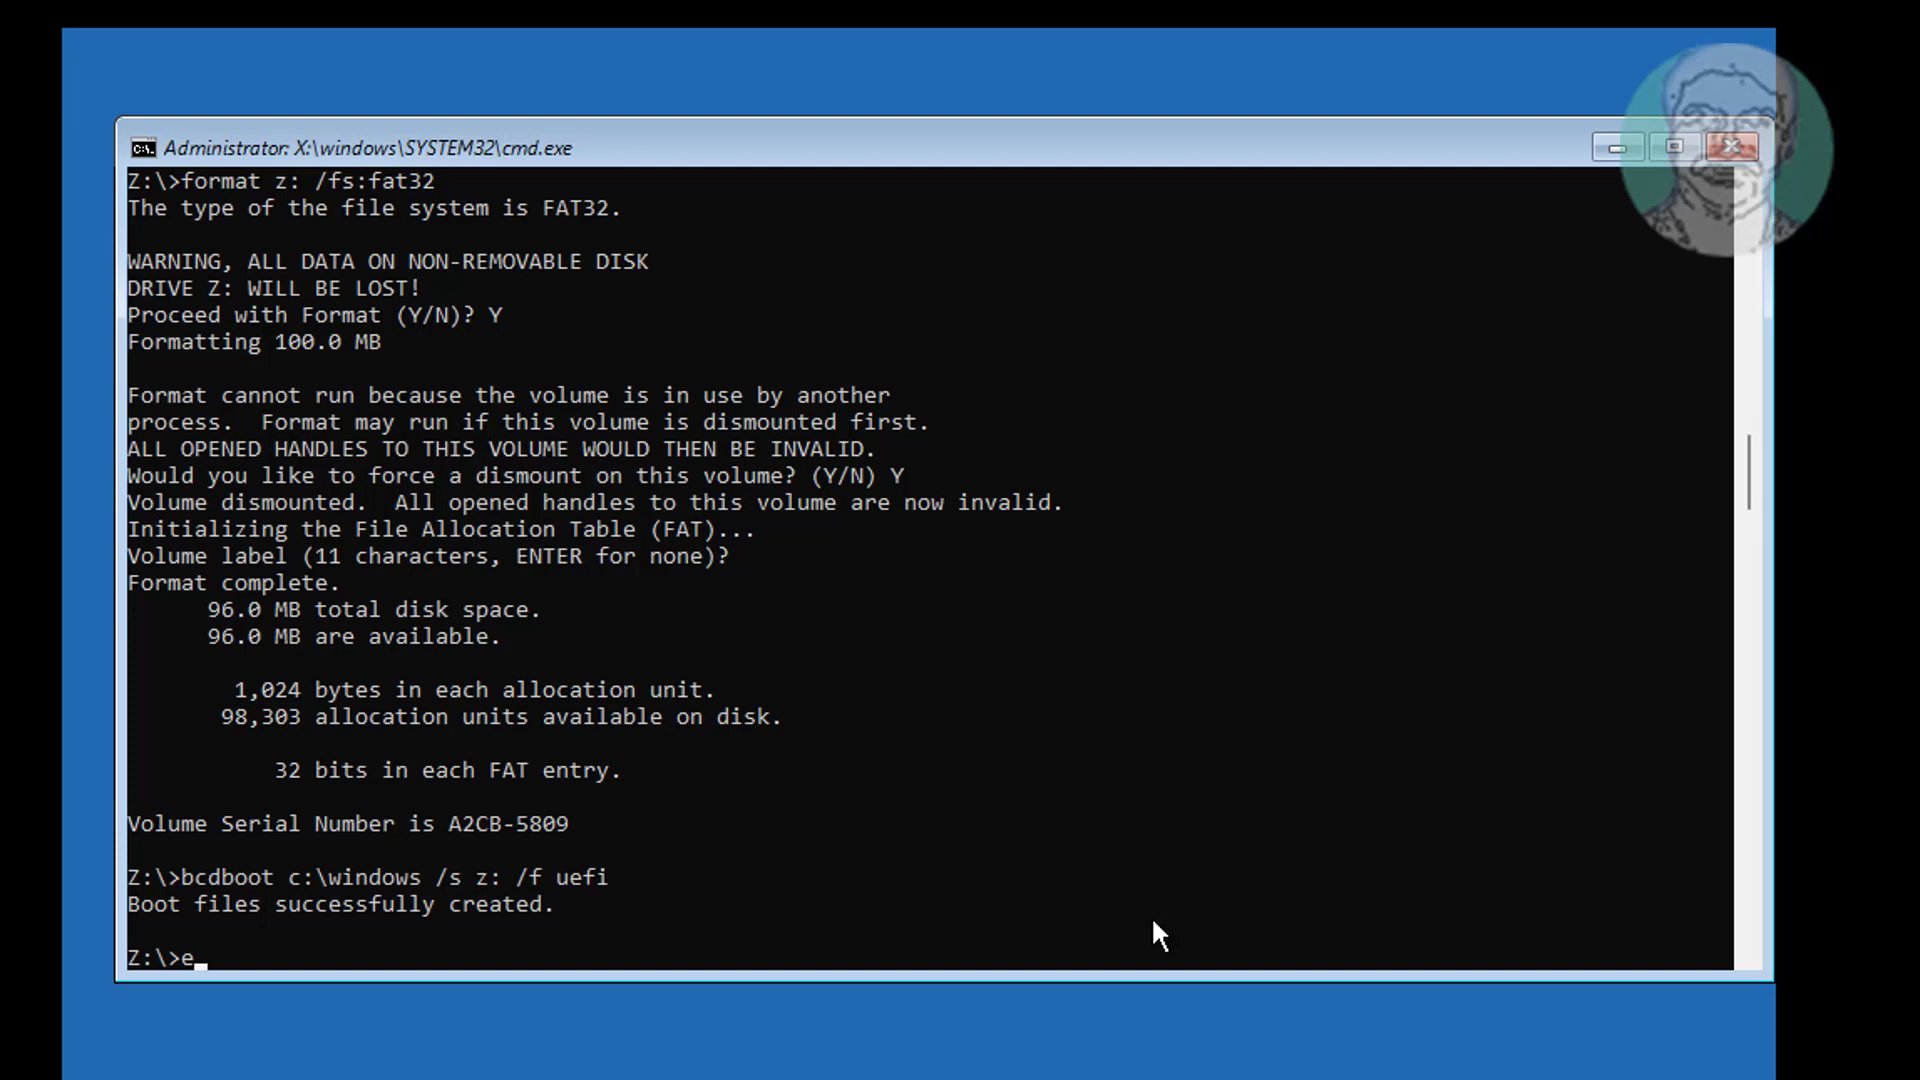 Administrator: X:\windows\SYSTEM32\cmd.exe
Z:\>format z: /fs:fat32
The type of the file system is FAT32.
WARNING, ALL DATA ON NON-REMOVABLE DISK
DRIVE Z: WILL BE LOST!
Proceed with Format (Y/N)? Y
Formatting 100.0 MB
Format cannot run because the volume is in use by another
process.  Format may run if this volume is dismounted first.
ALL OPENED HANDLES TO THIS VOLUME WOULD THEN BE INVALID.
Would you like to force a dismount on this volume? (Y/N) Y
Volume dismounted.  All opened handles to this volume are now invalid.
Initializing the File Allocation Table (FAT)...
Volume label (11 characters, ENTER for none)?
Format complete.
96.0 MB total disk space.
96.0 MB are available.
1,024 bytes in each allocation unit.
98,303 allocation units available on disk.
32 bits in each FAT entry.
Volume Serial Number is A2CB-5809
Z:\>bcdboot c:\windows /s z: /f uefi
Boot files successfully created.
Z:\>e_